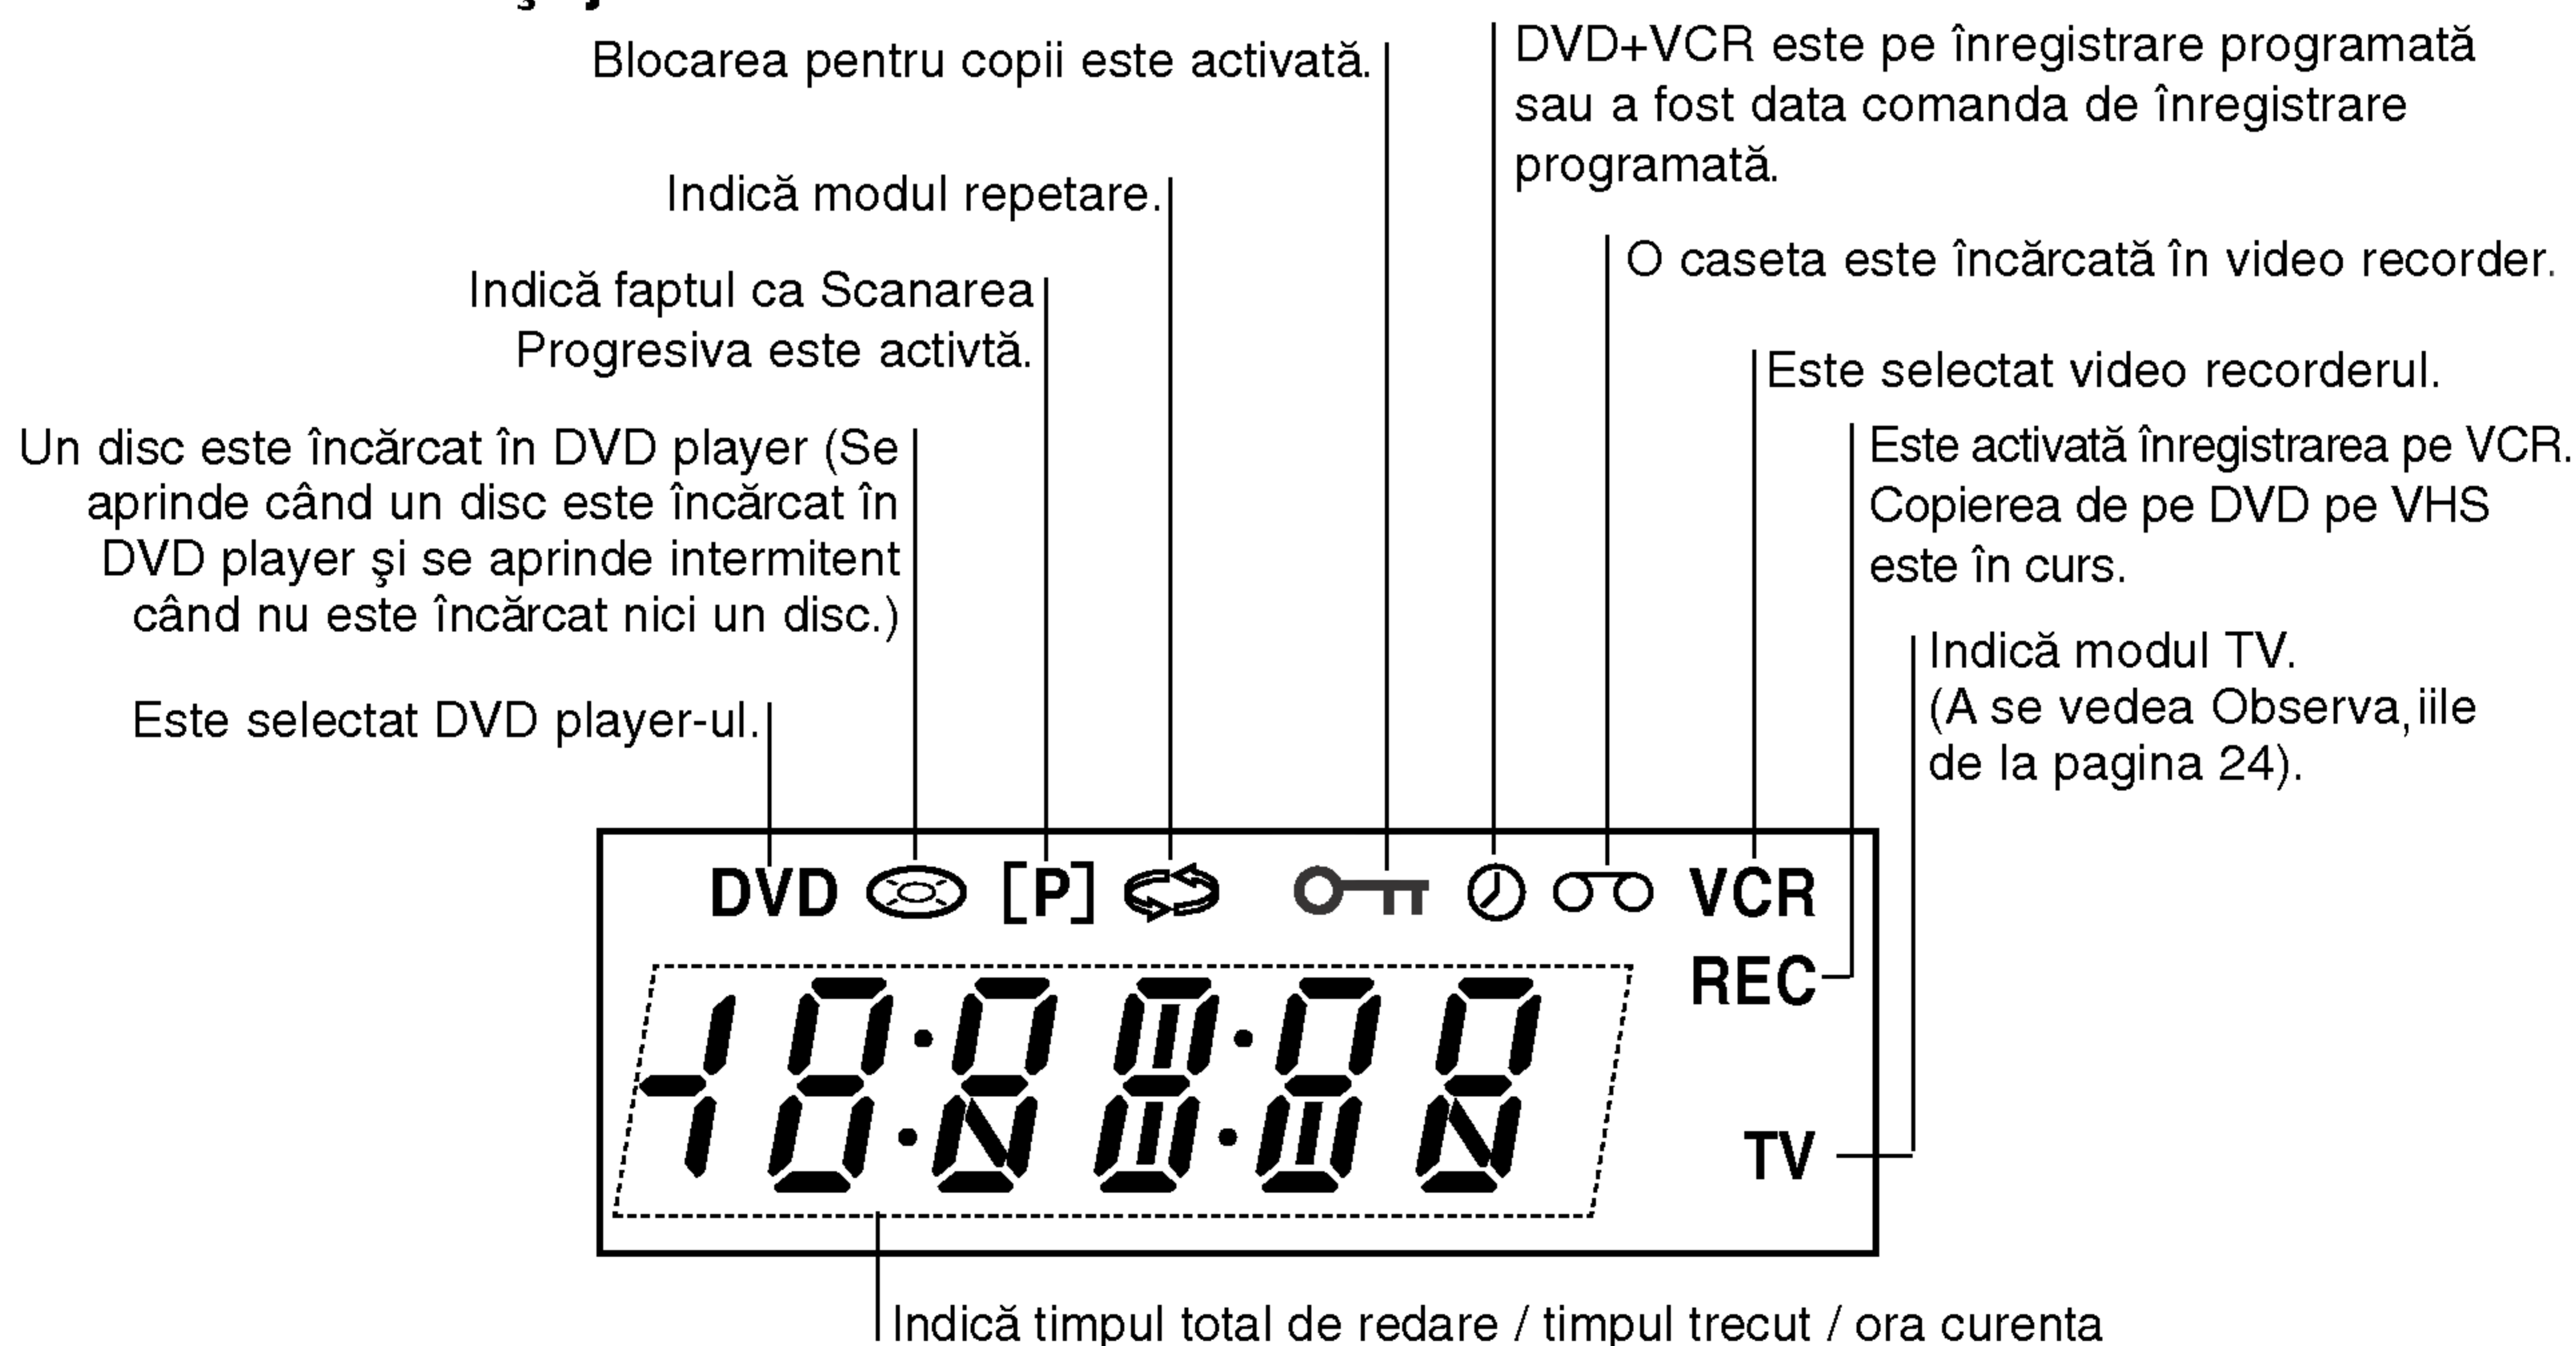 Blocarea pentru copii este activată.
DVD+VCR este pe înregistrare programată
sau a fost data comanda de înregistrare
programată.
Indică modul repetare.
O caseta este încărcată în video recorder.
Indică faptul ca Scanarea
Progresiva este activtă.
Este selectat video recorderul.
Un disc este încărcat în DVD player (Se
aprinde când un disc este încărcat în
DVD player şi se aprinde intermitent
când nu este încărcat nici un disc.)
Este activată înregistrarea pe VCR.
Copierea de pe DVD pe VHS
este în curs.
Indică modul TV.
(A se vedea Observa,iile
de la pagina 24).
Este selectat DVD player-ul.
DVD [P] VCR
REC
TV
Indică timpul total de redare / timpul trecut / ora curenta